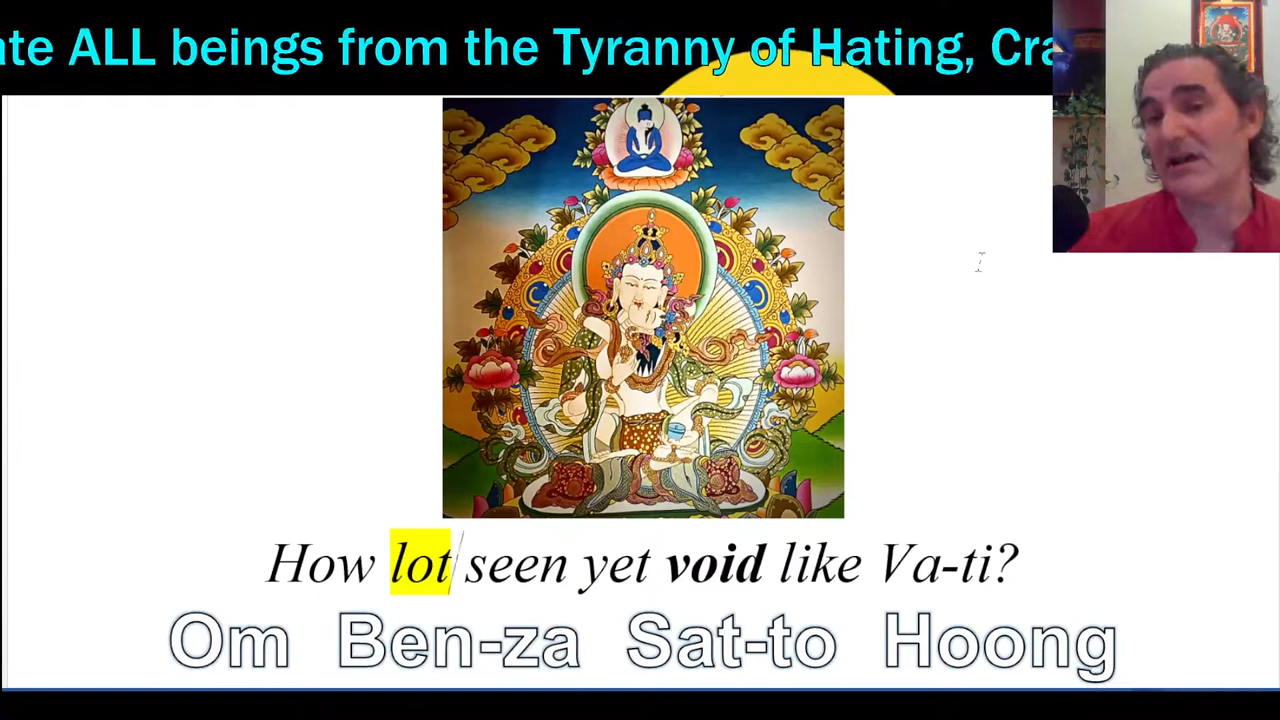 ate ALL beings from the Tyranny of Hating, Cra
How lot seen yet void like Va-ti?
Om Ben-za Sat-to Hoong